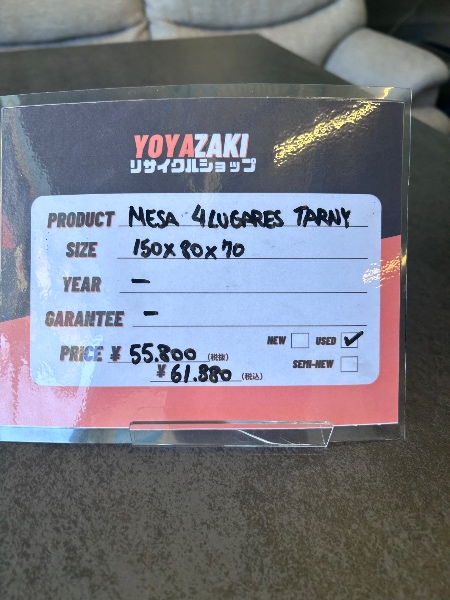 YOYAZAKI
リサイクルショップ
PRODUCT MESA 4LUGARES TARNY
SIZE 150x80x70
YEAR -
GARANTEE -
NEW USED ✓
PRICE ¥ 55.800 (税抜)
SEMI-NEW
¥ 61.880 (税込)